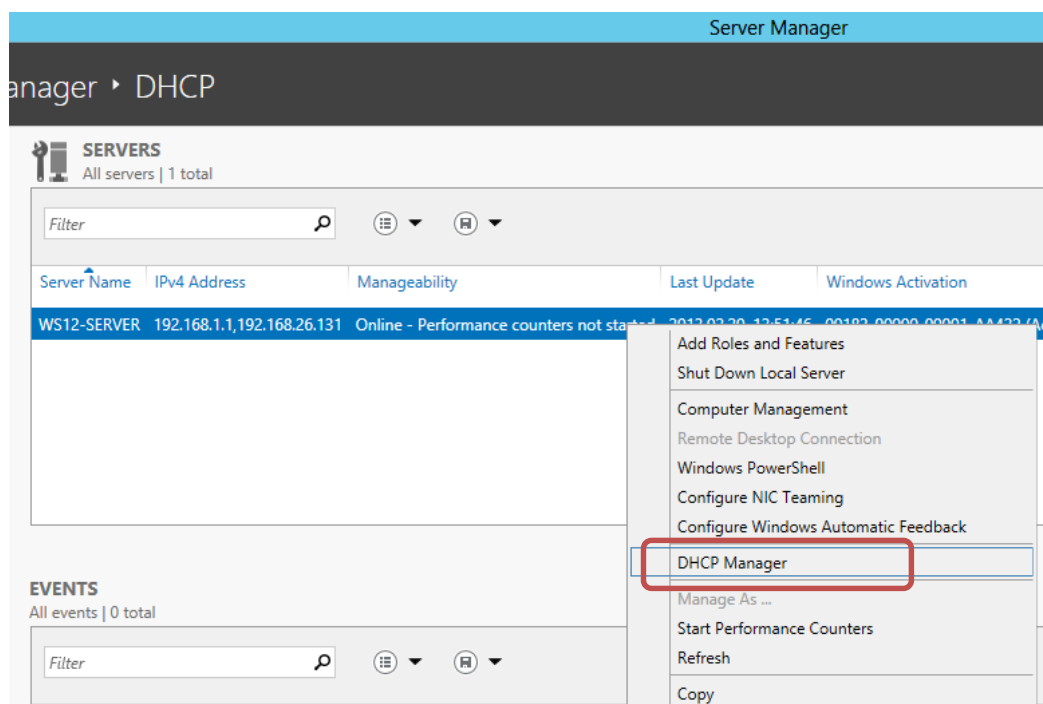 Server Manager
anager ‣ DHCP
SERVERS
All servers | 1 total
Filter
Server Name IPv4 Address Manageability Last Update Windows Activation
WS12-SERVER 192.168.1.1,192.168.26.131 Online - Performance counters not started
Add Roles and Features
Shut Down Local Server
Computer Management
Remote Desktop Connection
Windows PowerShell
Configure NIC Teaming
Configure Windows Automatic Feedback
DHCP Manager
Manage As ...
Start Performance Counters
Refresh
Copy
EVENTS
All events | 0 total
Filter